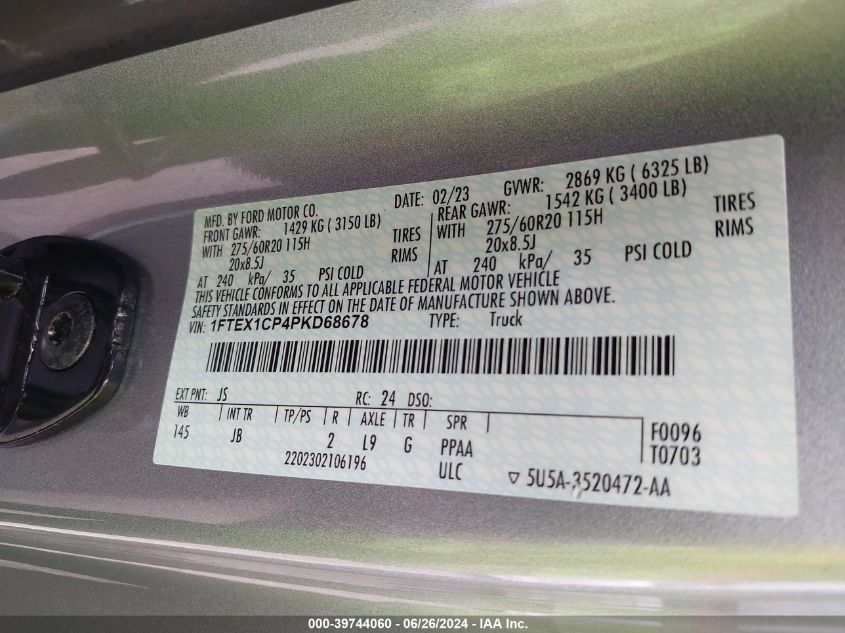 MFD. BY FORD MOTOR CO. DATE: 02/23 GVWR: 2869 KG ( 6325 LB)
FRONT GAWR: 1429 KG ( 3150 LB) REAR GAWR: 1542 KG ( 3400 LB)
WITH 275/60R20 115H TIRES WITH 275/60R20 115H TIRES
20x8.5J RIMS 20x8.5J RIMS
AT 240 kPa/ 35 PSI COLD AT 240 kPa/ 35 PSI COLD
THIS VEHICLE CONFORMS TO ALL APPLICABLE FEDERAL MOTOR VEHICLE
SAFETY STANDARDS IN EFFECT ON THE DATE OF MANUFACTURE SHOWN ABOVE.
VIN: 1FTEX1CP4PKD68678 TYPE: Truck
EXT PNT: JS RC: 24 DSO:
WB INT TR TP/PS R AXLE TR SPR
145 JB 2 L9 G PPAA F0096
2202302106196 ULC T0703
5U5A-3520472-AA
000-39744060 - 06/26/2024 - IAA Inc.